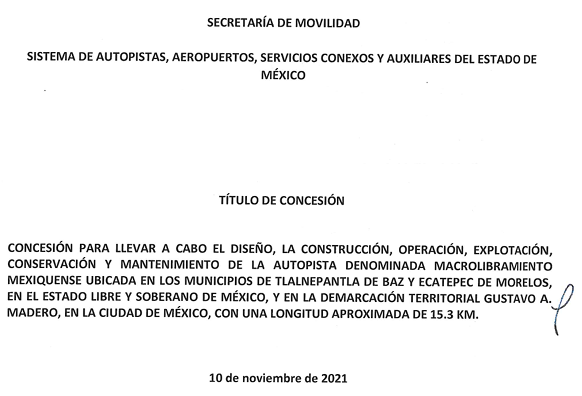 SECRETARÍA DE MOVILIDAD
SISTEMA DE AUTOPISTAS, AEROPUERTOS, SERVICIOS CONEXOS Y AUXILIARES DEL ESTADO DE
MÉXICO
TÍTULO DE CONCESIÓN
CONCESIÓN PARA LLEVAR A CABO EL DISEÑO, LA CONSTRUCCIÓN, OPERACIÓN, EXPLOTACIÓN,
CONSERVACIÓN Y MANTENIMIENTO DE LA AUTOPISTA DENOMINADA MACROLIBRAMIENTO
MEXIQUENSE UBICADA EN LOS MUNICIPIOS DE TLALNEPANTLA DE BAZ Y ECATEPEC DE MORELOS,
EN EL ESTADO LIBRE Y SOBERANO DE MÉXICO, Y EN LA DEMARCACIÓN TERRITORIAL GUSTAVO A.
MADERO, EN LA CIUDAD DE MÉXICO, CON UNA LONGITUD APROXIMADA DE 15.3 KM.
10 de noviembre de 2021